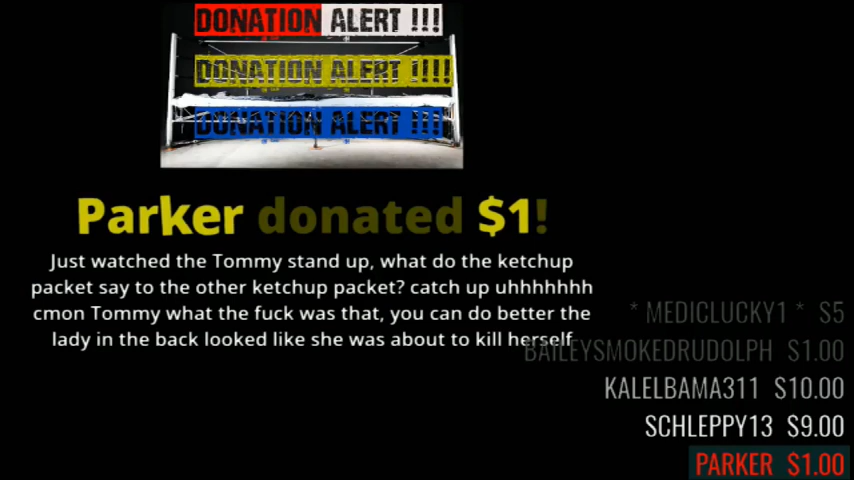 DONATION ALERT !!!
DONATION ALERT !!!!
DONATION ALERT !!!!
Parker donated $1!
Just watched the Tommy stand up, what do the ketchup
packet say to the other ketchup packet? catch up uhhhhhhh
cmon Tommy what the fuck was that, you can do better the
lady in the back looked like she was about to kill herself
* MEDICLUCKY1 * $5
BAILEYSMOKEDRUDOLPH $1.00
KALELBAMA311 $10.00
SCHLEPPY13 $9.00
PARKER $1.00